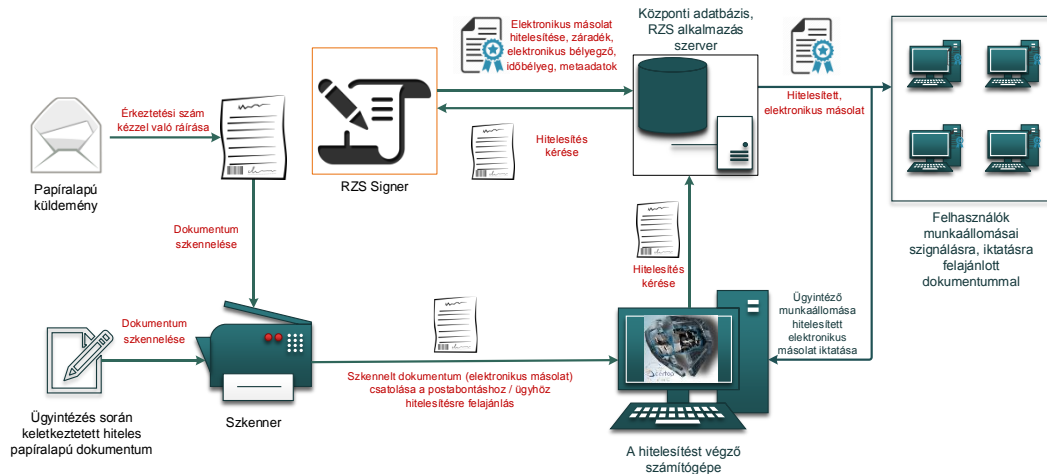 Elektronikus másolat
hitelesítése, záradék,
elektronikus bélyegző,
időbélyeg, metaadatok
Központi adatbázis,
RZS alkalmazás
szerver
Érkeztetési szám
kézzel való ráírása
Papíralapú
küldemény
Hitelesítés
kérése
RZS Signer
Hitelesített,
elektronikus másolat
Felhasználók
munkaállomásai
szignálásra, iktatásra
felajánlott
dokumentummal
Dokumentum
szkennelése
Hitelesítés
kérése
Ügyintéző
munkaállomása
hitelesített
elektronikus
másolat iktatása
Dokumentum
szkennelése
Szkennelt dokumentum (elektronikus másolat)
csatolása a postabontáshoz / ügyhöz
hitelesítésre felajánlás
Ügyintézés során
keletkeztetett hiteles
papíralapú dokumentum
Szkenner
A hitelesítést végző
számítógépe